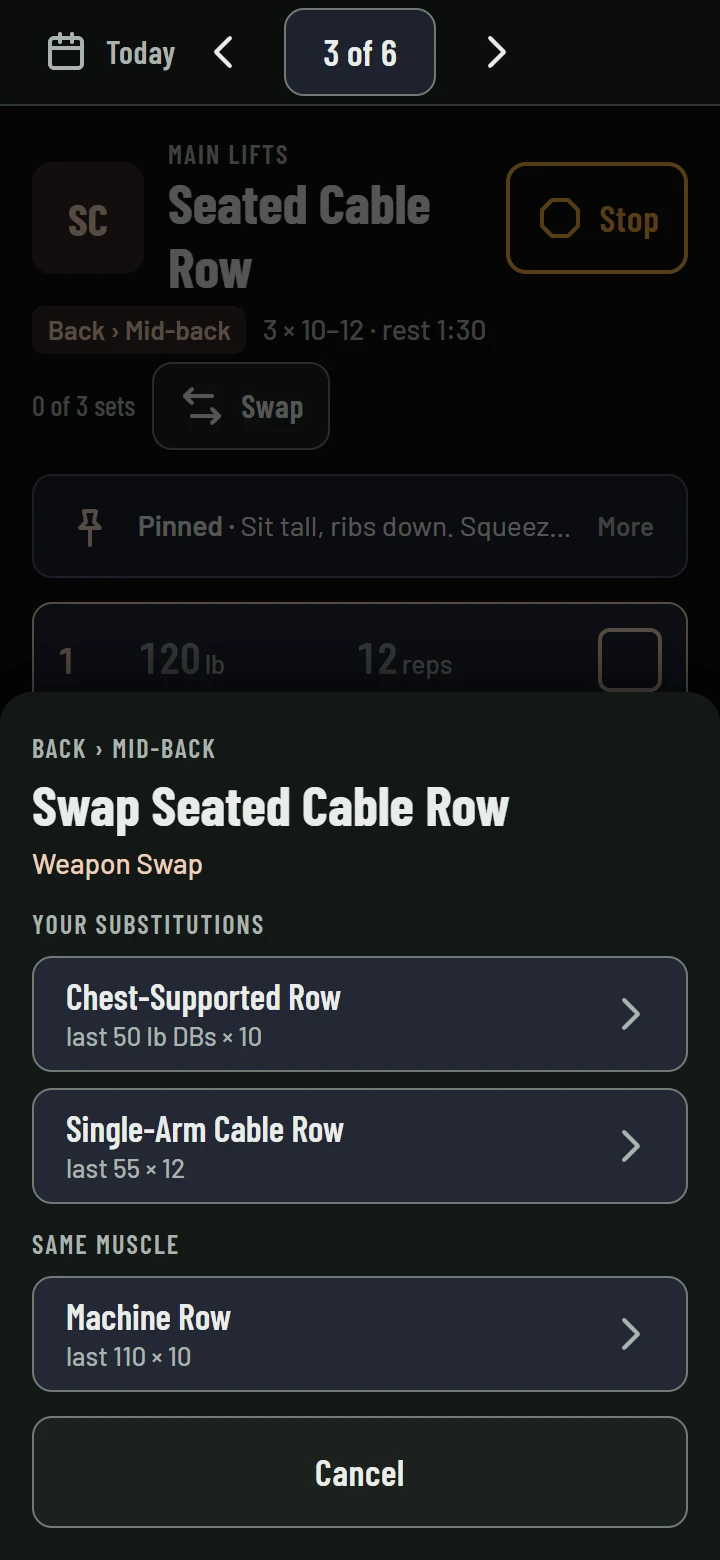 Today
3 of 6
MAIN LIFTS
SC
Seated Cable
Row
Stop
Back › Mid-back
3 × 10–12 · rest 1:30
0 of 3 sets
Swap
Pinned · Sit tall, ribs down. Squeez...
More
1
120 lb
12 reps
BACK › MID-BACK
Swap Seated Cable Row
Weapon Swap
YOUR SUBSTITUTIONS
Chest-Supported Row
last 50 lb DBs × 10
Single-Arm Cable Row
last 55 × 12
SAME MUSCLE
Machine Row
last 110 × 10
Cancel